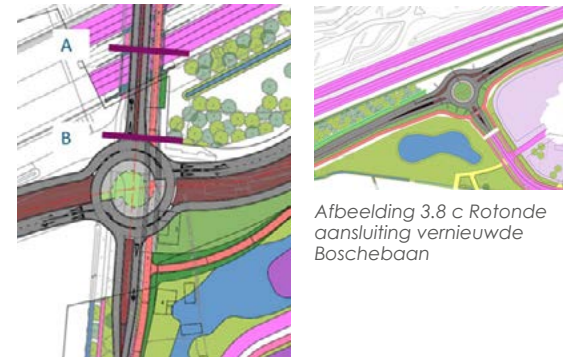 A
B
Afbeelding 3.8 c Rotonde
aansluiting vernieuwde
Boschebaan